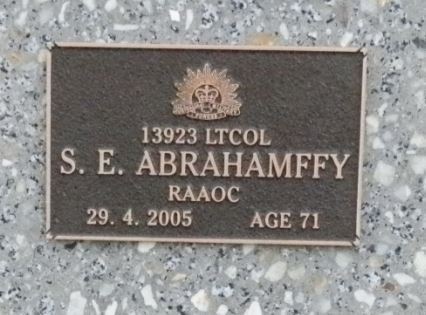 13923 LTCOL
S. E. ABRAHAMFFY
RAAOC
29. 4. 2005 AGE 71